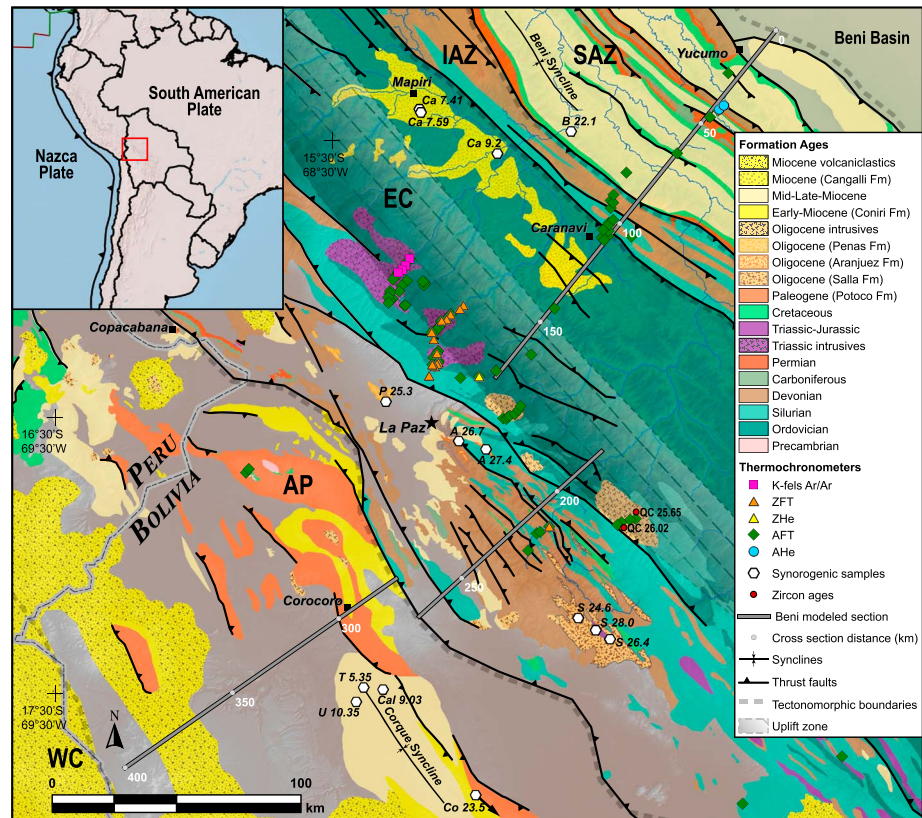 South American
Plate
Nazca
Plate
IAZ
SAZ
Beni Basin
Yucumo
0
Beni Syncline
Mapiri
Ca 7.41
Ca 7.59
Ca 9.2
B 22.1
50
15°30'S
68°30'W
EC
Caranavi
100
150
Copacabana
P 25.3
La Paz
A 26.7
A 27.4
16°30'S
69°30'W
PERU
BOLIVIA
AP
200
QC 25.65
QC 26.02
250
Corocoro
300
S 24.6
S 28.0
S 26.4
T 5.35
Cal 9.03
U 10.35
350
17°30'S
69°30'W
Corque Syncline
N
WC
400
0
100
km
Co 23.5
Formation Ages
Miocene volcaniclastics
Miocene (Cangalli Fm)
Mid-Late-Miocene
Early-Miocene (Coniri Fm)
Oligocene intrusives
Oligocene (Penas Fm)
Oligocene (Aranjuez Fm)
Oligocene (Salla Fm)
Paleogene (Potoco Fm)
Cretaceous
Triassic-Jurassic
Triassic intrusives
Permian
Carboniferous
Devonian
Silurian
Ordovician
Precambrian
Thermochronometers
K-fels Ar/Ar
ZFT
ZHe
AFT
AHe
Synorogenic samples
Zircon ages
Beni modeled section
Cross section distance (km)
Synclines
Thrust faults
Tectonomorphic boundaries
Uplift zone